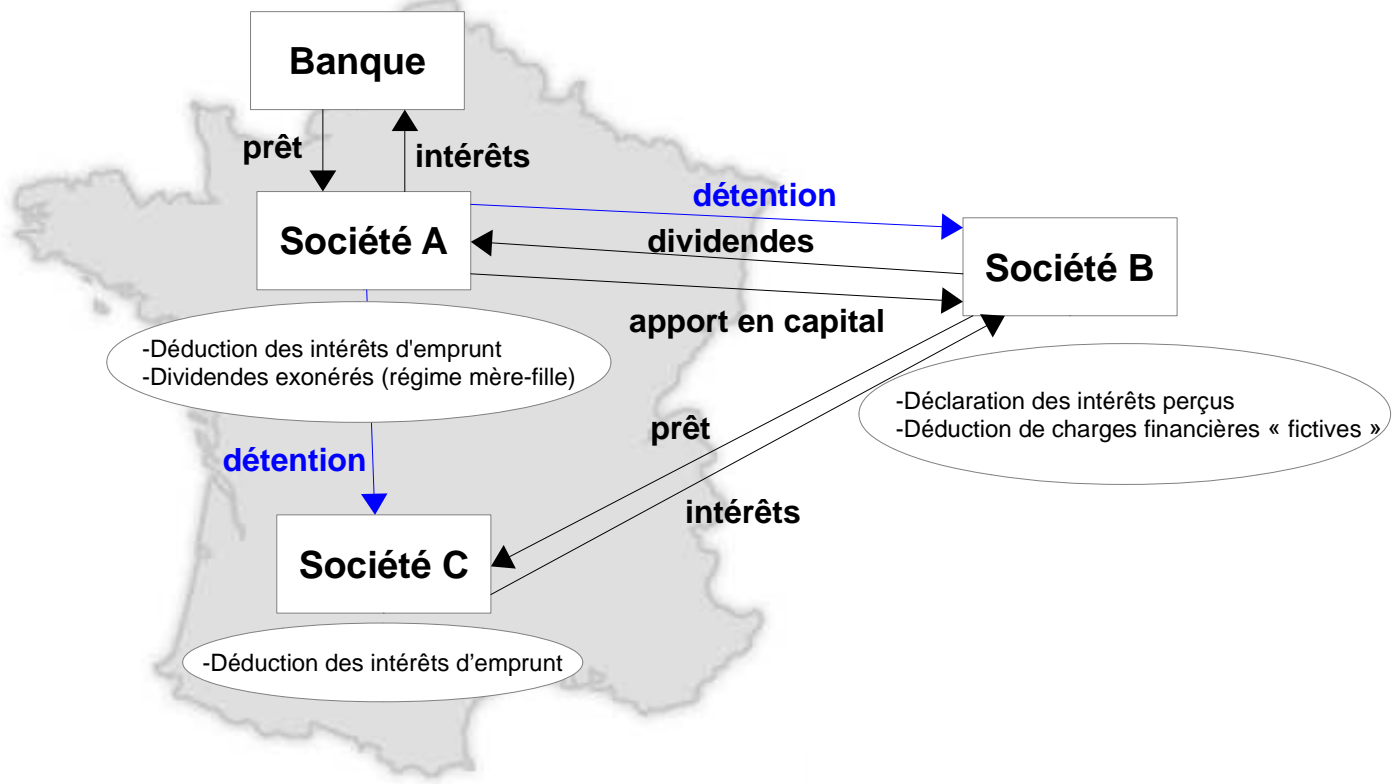 Banque
prêt
intérêts
détention
Société A
dividendes
Société B
apport en capital
-Déduction des intérêts d'emprunt
-Dividendes exonérés (régime mère-fille)
-Déclaration des intérêts perçus
-Déduction de charges financières « fictives »
prêt
détention
intérêts
Société C
-Déduction des intérêts d’emprunt